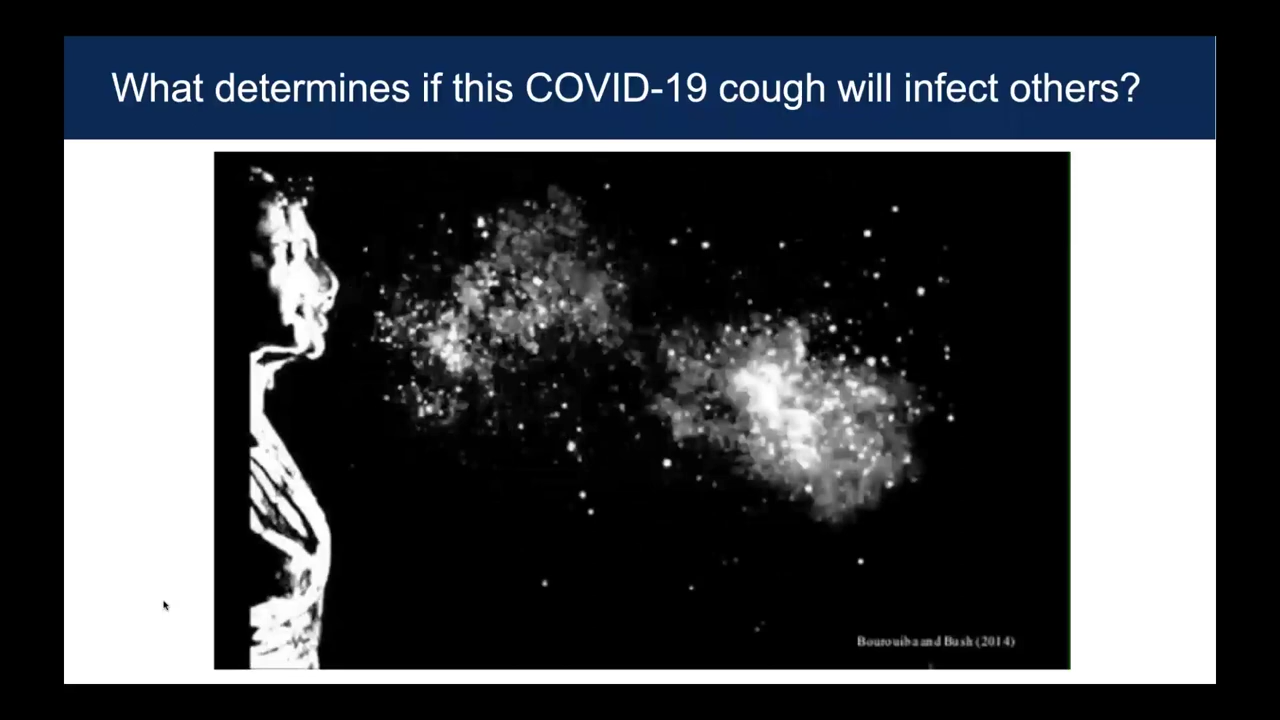 What determines if this COVID-19 cough will infect others?
Bourouiba and Bush (2014)